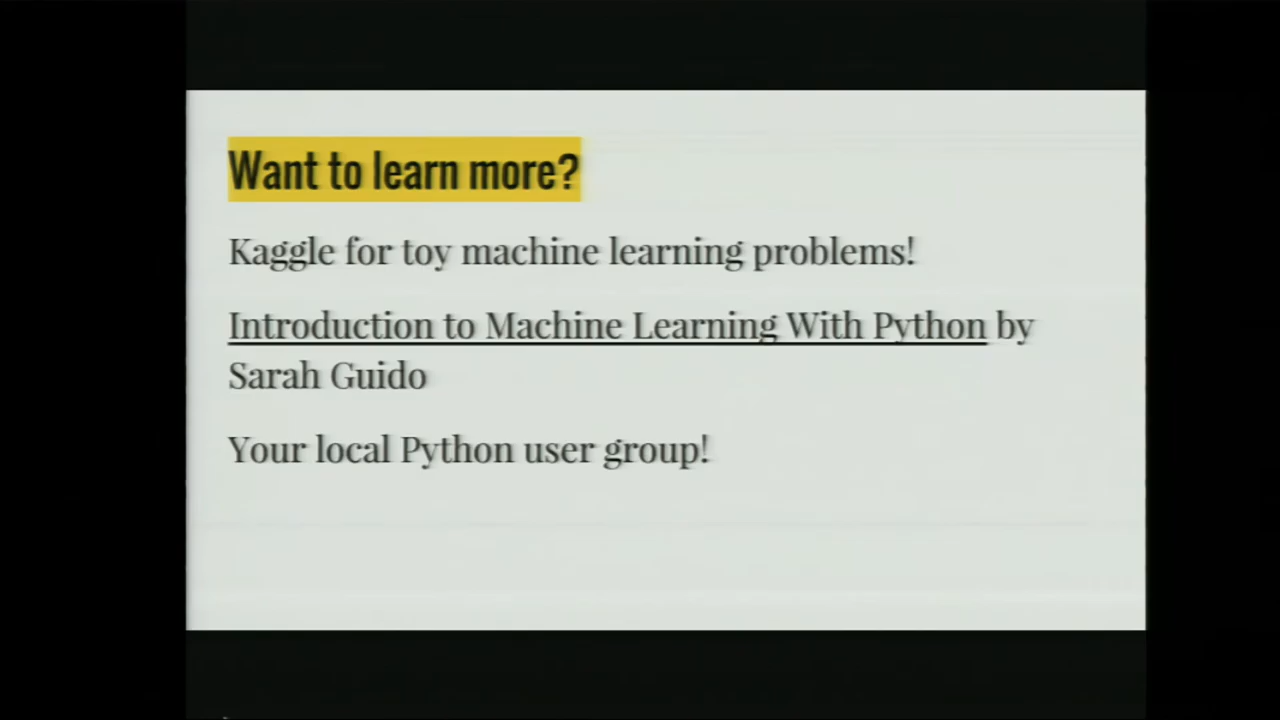 Want to learn more?
Kaggle for toy machine learning problems!
Introduction to Machine Learning With Python by
Sarah Guido
Your local Python user group!